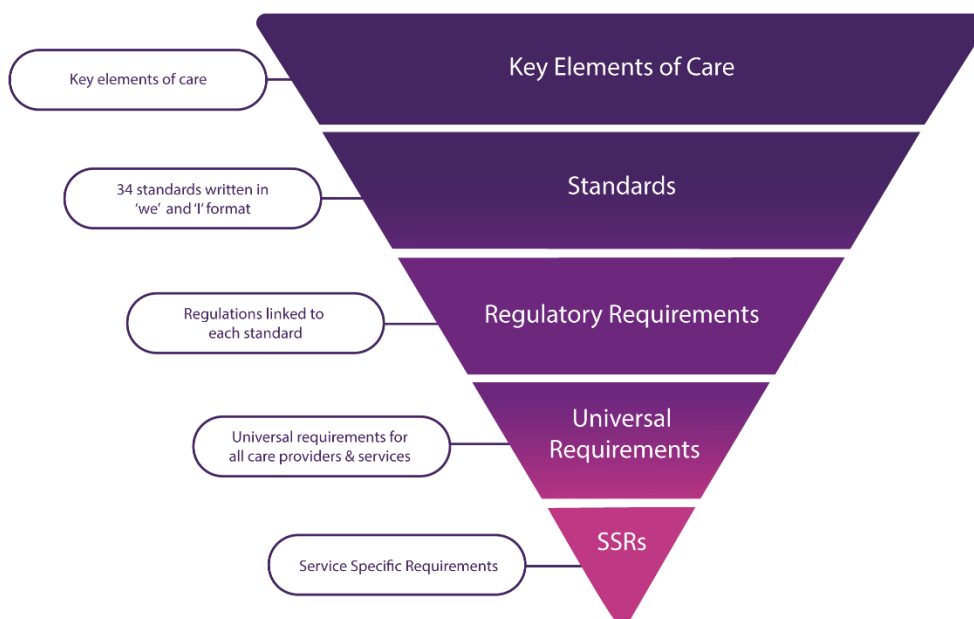 Key elements of care
Key Elements of Care
34 standards written in
‘we’ and ‘I’ format
Standards
Regulations linked to
each standard
Regulatory Requirements
Universal requirements for
all care providers & services
Universal
Requirements
Service Specific Requirements
SSRs